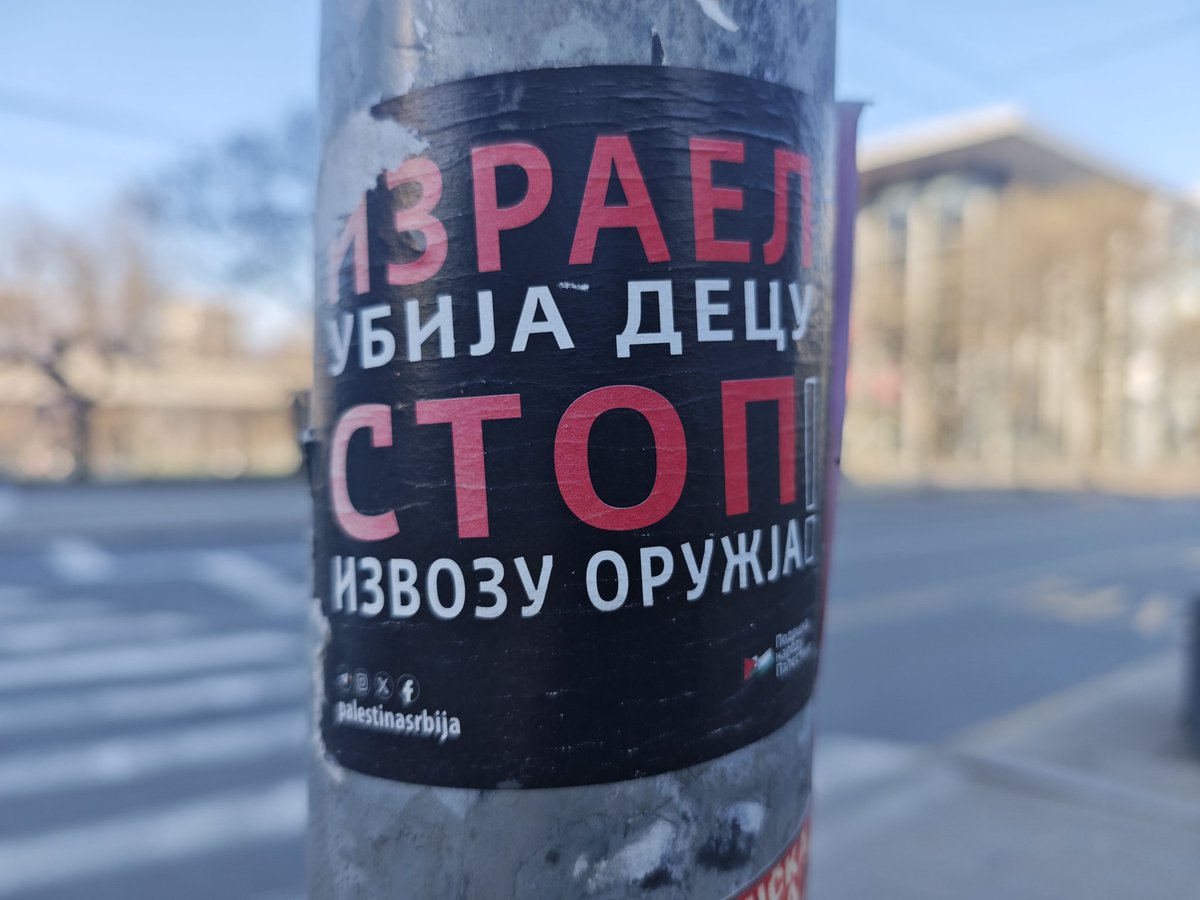 ИЗРАЕЛ
УБИЈА ДЕЦУ
СТОП!
ИЗВОЗУ ОРУЖЈА
palestinasrbija